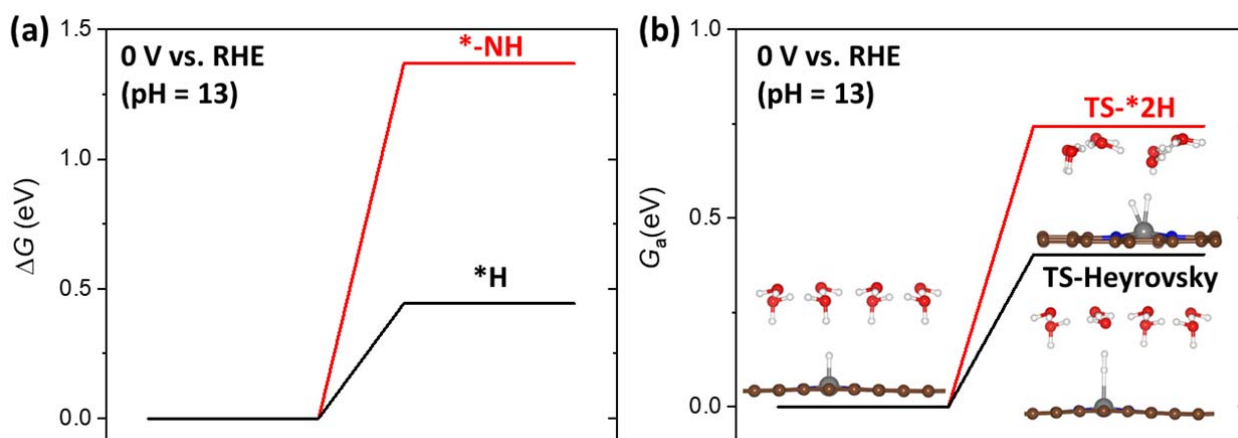 (a)
0 V vs. RHE
(pH = 13)
*-NH
*H
1.5
1.0
0.5
0.0
ΔG (eV)
(b)
0 V vs. RHE
(pH = 13)
TS-*2H
TS-Heyrovsky
1.0
0.5
0.0
Ga(eV)